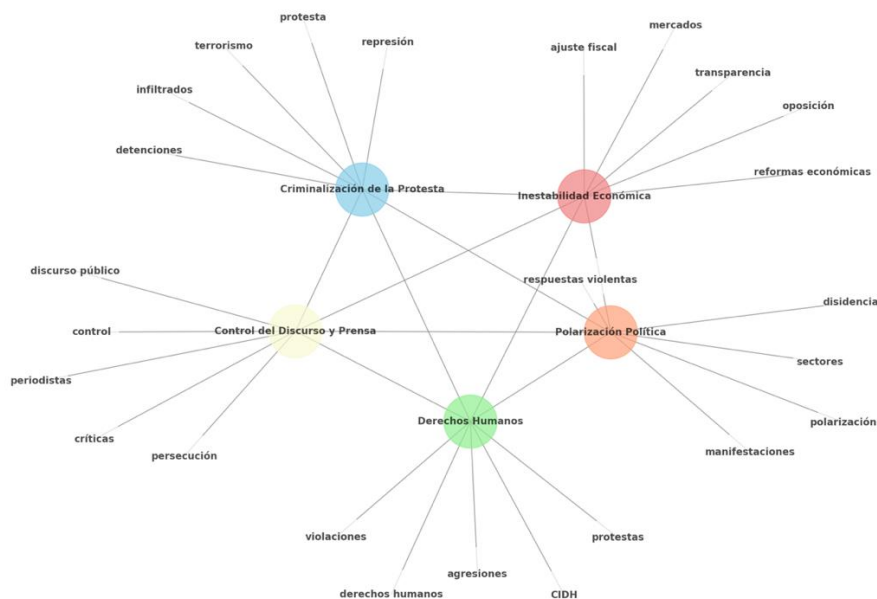 protesta
mercados
represión
terrorismo
ajuste fiscal
transparencia
infiltrados
oposición
detenciones
reformas económicas
Criminalización de la Protesta
Inestabilidad Económica
discurso público
respuestas violentas
disidencia
control
Control del Discurso y Prensa
Polarización Política
sectores
periodistas
polarización
Derechos Humanos
críticas
persecución
manifestaciones
violaciones
protestas
agresiones
derechos humanos
CIDH